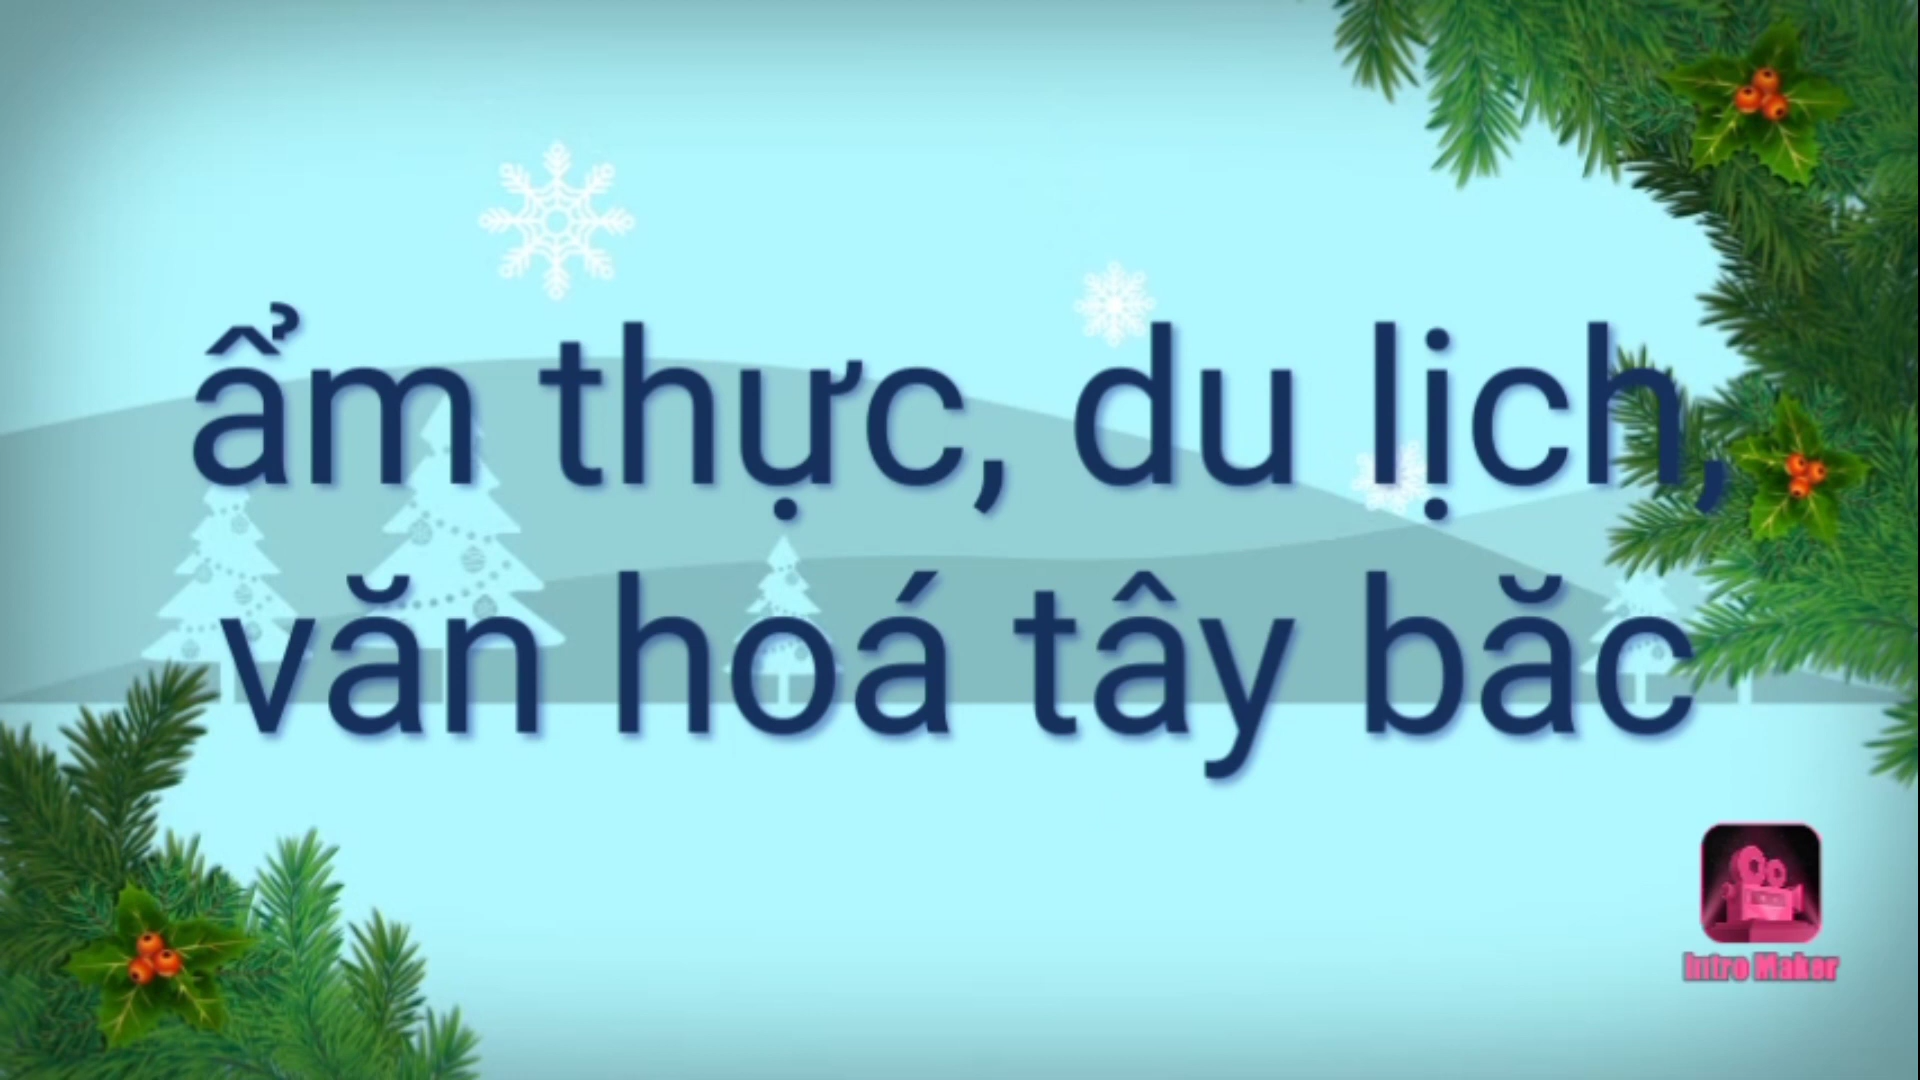 ẩm thực, du lịch,
văn hoá tây băc
Intro Maker